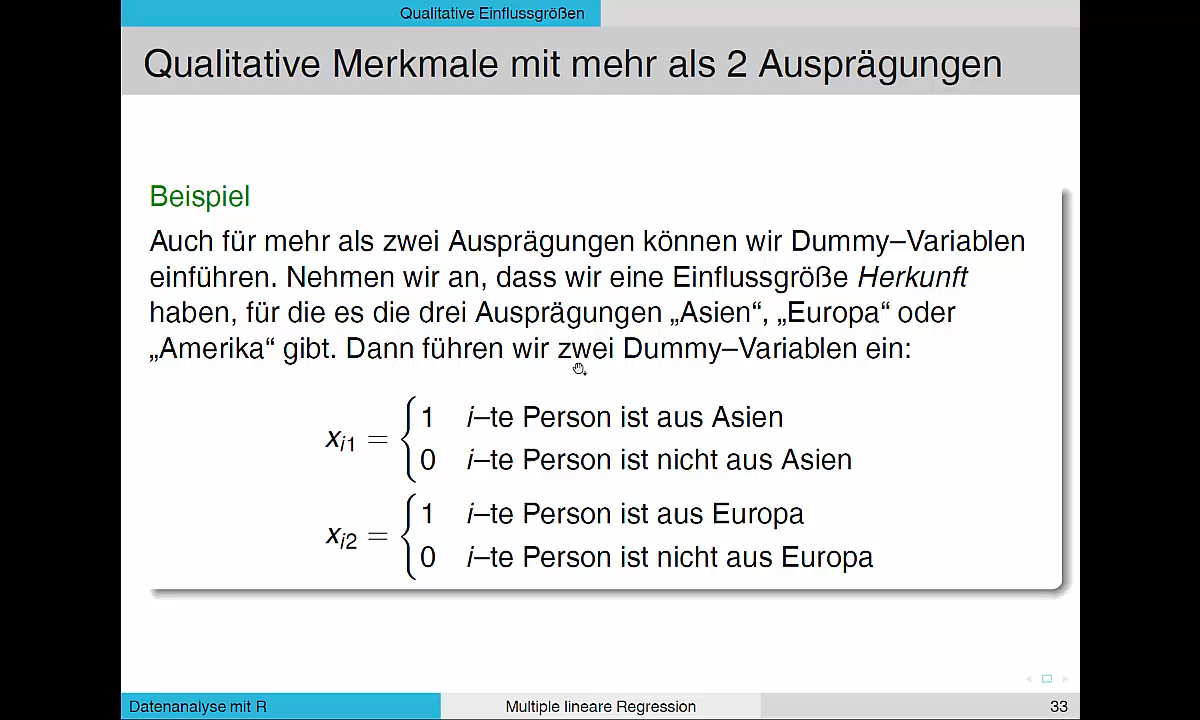 Qualitative Einflussgrößen
Qualitative Merkmale mit mehr als 2 Ausprägungen
Beispiel
Auch für mehr als zwei Ausprägungen können wir Dummy–Variablen
einführen. Nehmen wir an, dass wir eine Einflussgröße Herkunft
haben, für die es die drei Ausprägungen „Asien“, „Europa“ oder
„Amerika“ gibt. Dann führen wir zwei Dummy–Variablen ein:
x_{i1} = { 1 i–te Person ist aus Asien
0 i–te Person ist nicht aus Asien
x_{i2} = { 1 i–te Person ist aus Europa
0 i–te Person ist nicht aus Europa
Datenanalyse mit R Multiple lineare Regression 33